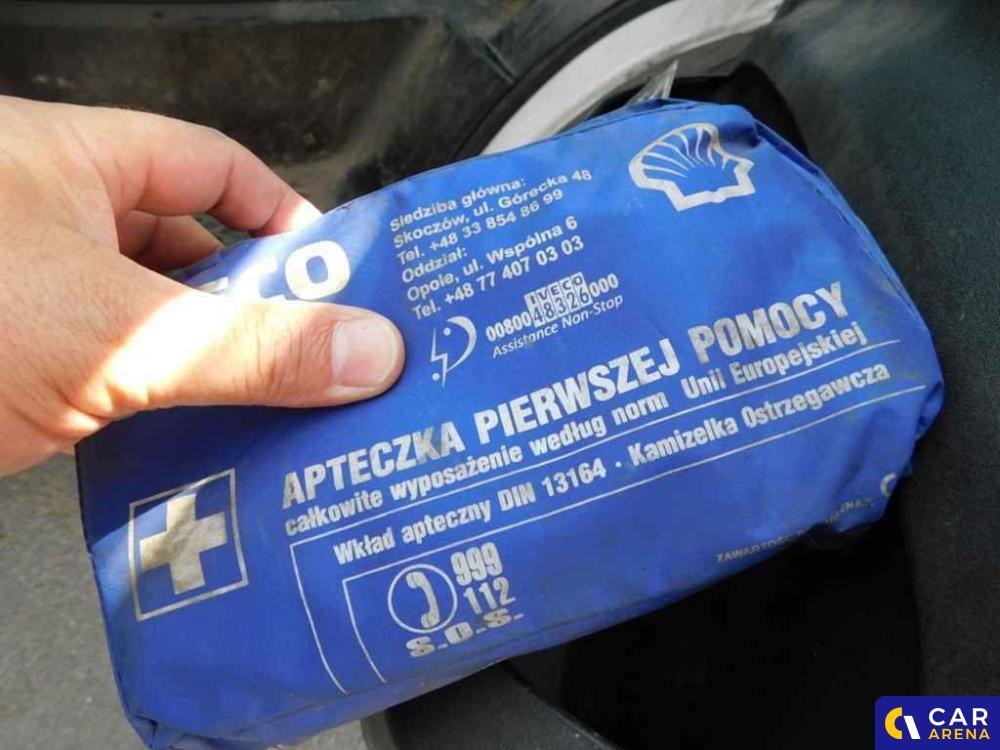 Siedziba główna:
Skoczów, ul. Górecka 48
Tel. +48 33 854 86 99
Oddział:
Opole, ul. Wspólna 6
Tel. +48 77 407 03 03
IVECO
00800 48326 000
Assistance Non-Stop
APTECZKA PIERWSZEJ POMOCY
całkowite wyposażenie według norm Unii Europejskiej
Wkład apteczny DIN 13164 · Kamizelka Ostrzegawcza
999
112
S.O.S.
CAR
ARENA